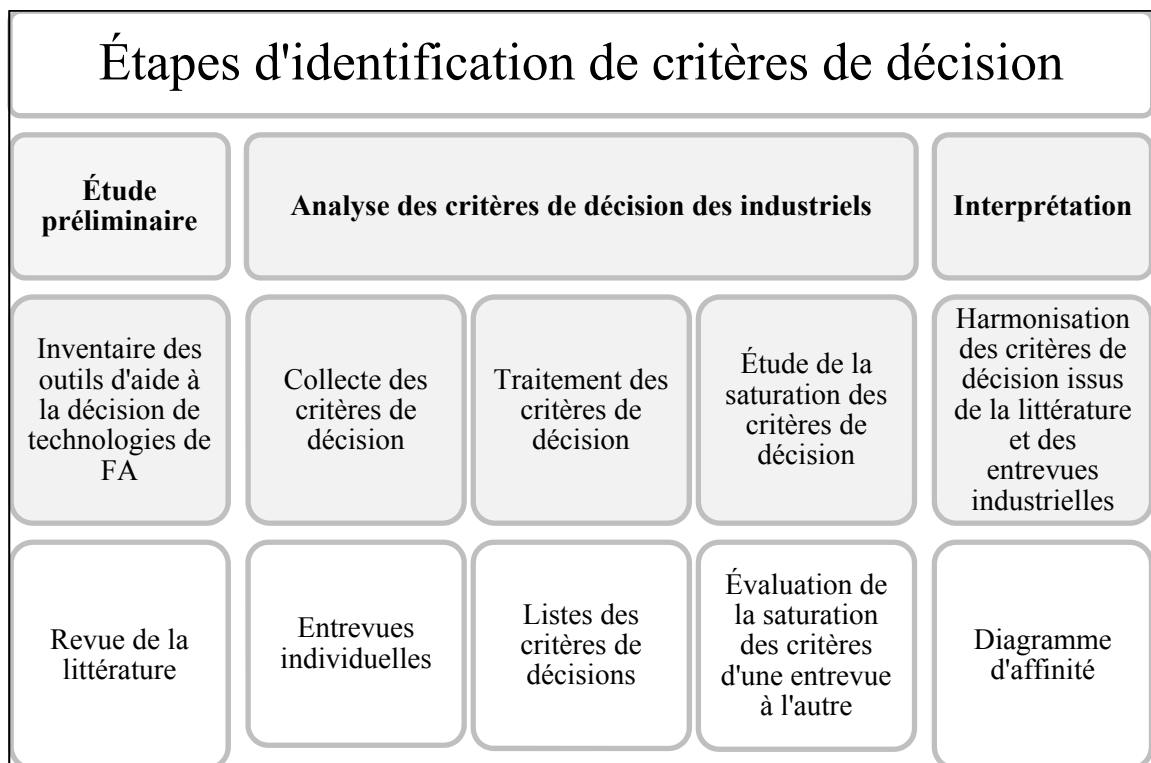 Étapes d'identification de critères de décision
Étude
préliminaire
Analyse des critères de décision des industriels
Interprétation
Inventaire des
outils d'aide à
la décision de
technologies de
FA
Collecte des
critères de
décision
Traitement des
critères de
décision
Étude de la
saturation des
critères de
décision
Harmonisation
des critères de
décision issus
de la littérature
et des
entrevues
industrielles
Revue de la
littérature
Entrevues
individuelles
Listes des
critères de
décisions
Évaluation de
la saturation
des critères
d'une entrevue
à l'autre
Diagramme
d'affinité